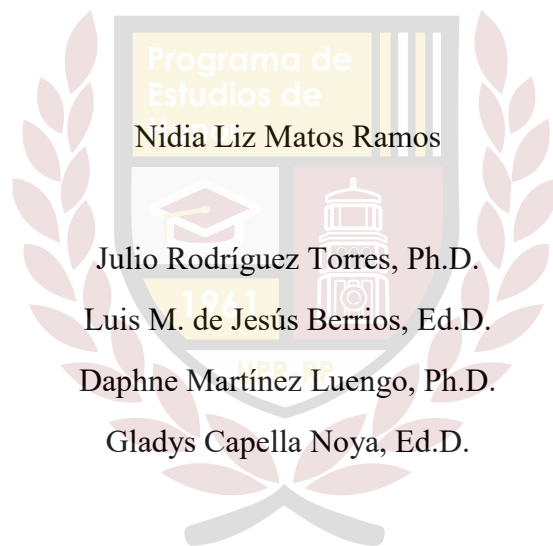 Programa de
Estudios de
Nidia Liz Matos Ramos
Julio Rodríguez Torres, Ph.D.
1961
Luis M. de Jesús Berrios, Ed.D.
UPR-RP
Daphne Martínez Luengo, Ph.D.
Gladys Capella Noya, Ed.D.